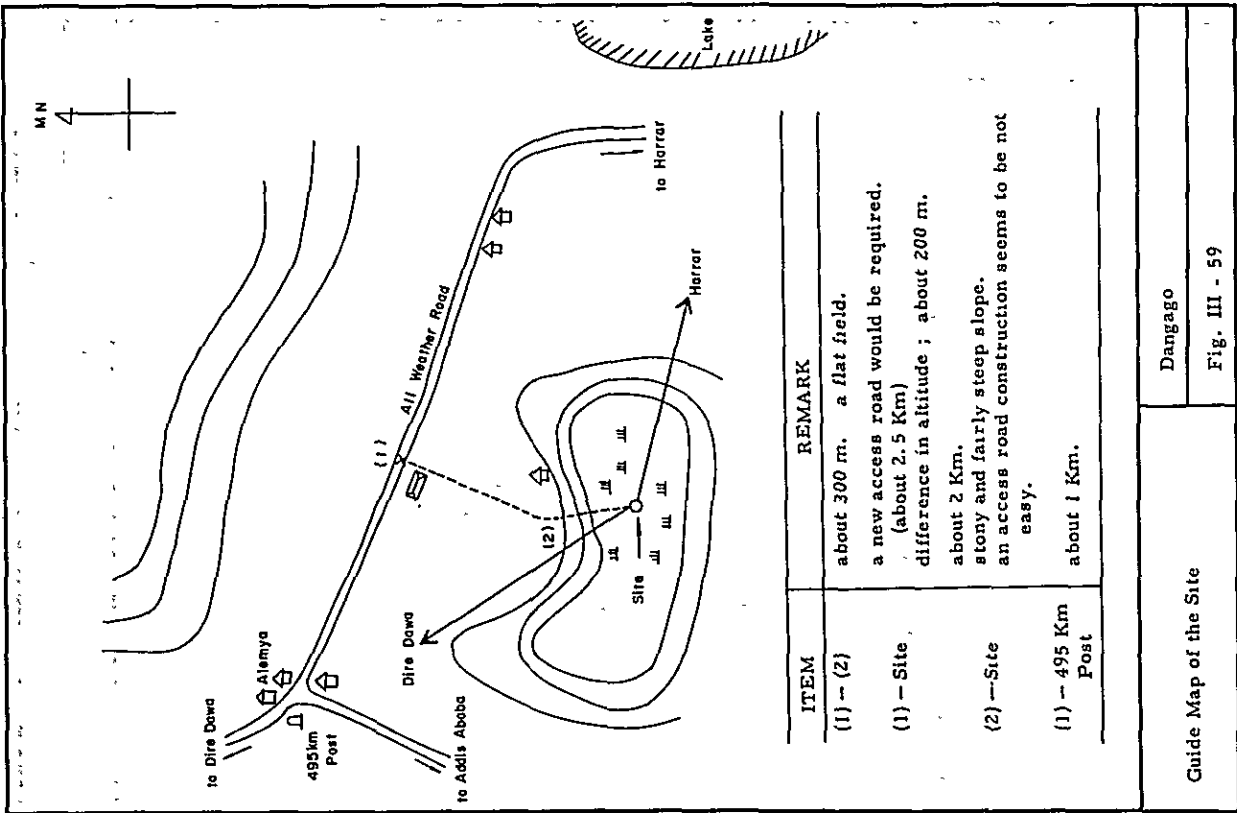 M N
to Dire Dawa
Alemya
495km
Post
to Addis Ababa
All Weather Road
(1)
(2)
Dire Dawa
Site
Harrar
to Harrar
Lake
ITEM REMARK
(1) -- (2) about 300 m. a flat field.
(1) - Site a new access road would be required.
(about 2.5 Km)
difference in altitude ; about 200 m.
(2) -- Site about 2 Km.
stony and fairly steep slope.
an access road construction seems to be not
easy.
(1) -- 495 Km about 1 Km.
Post
Guide Map of the Site
Dangago
Fig. III - 59